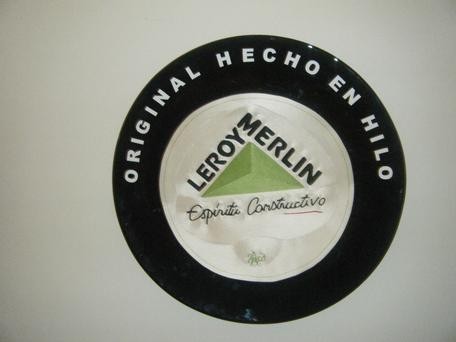 ORIGINAL HECHO EN HILO
LEROY MERLIN
Espíritu Constructivo